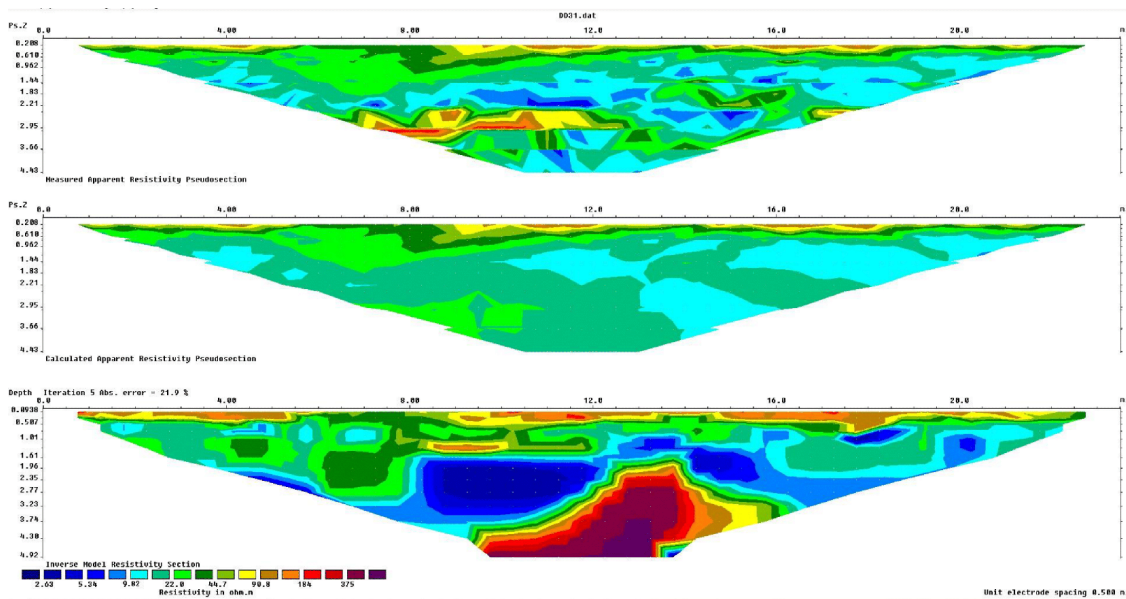 DD31.dat
Ps.Z 0.0 4.00 8.00 12.0 16.0 20.0 m
0.208
0.610
0.962
1.44
1.83
2.21
2.95
3.66
4.43
Measured Apparent Resistivity Pseudosection
Ps.Z 0.0 4.00 8.00 12.0 16.0 20.0 m
0.208
0.610
0.962
1.44
1.83
2.21
2.95
3.66
4.43
Calculated Apparent Resistivity Pseudosection
Depth Iteration 5 Abs. error = 21.9 %
0.0 4.00 8.00 12.0 16.0 20.0 m
0.0938
0.507
1.01
1.61
1.96
2.35
2.77
3.23
3.74
4.30
4.92
Inverse Model Resistivity Section
2.63 5.34 9.82 22.0 44.7 90.8 184 375
Resistivity in ohm.m
Unit electrode spacing 0.500 m